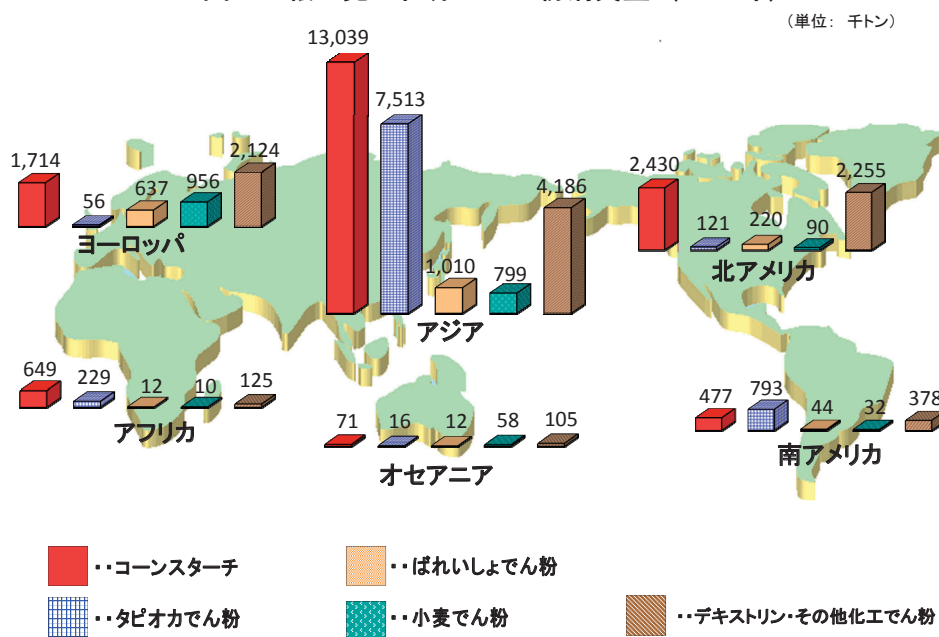 （単位： 千トン）
13,039
7,513
1,714
56
637
956
2,124
ヨーロッパ
4,186
1,010
799
アジア
2,430
121
220
90
2,255
北アメリカ
649
229
12
10
125
アフリカ
71
16
12
58
105
オセアニア
477
793
44
32
378
南アメリカ
・・コーンスターチ
・・ばれいしょでん粉
・・タピオカでん粉
・・小麦でん粉
・・デキストリン・その他化工でん粉